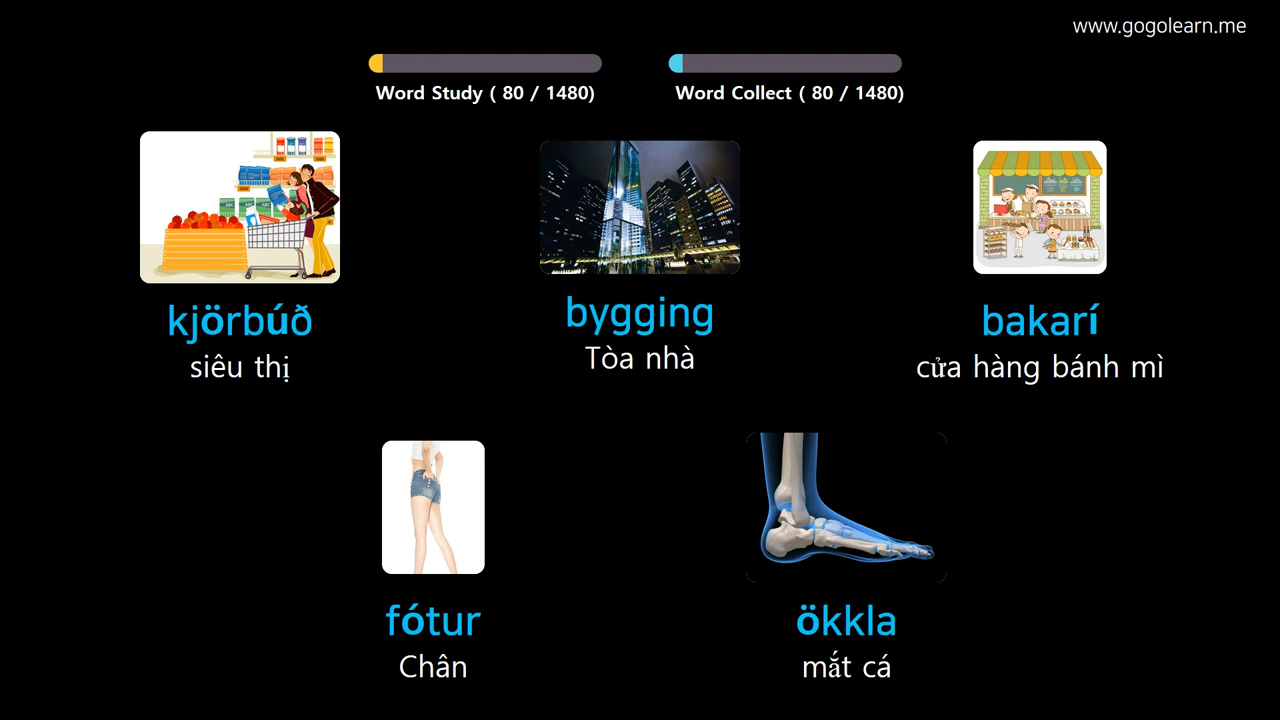 www.gogolearn.me
Word Study ( 80 / 1480)
Word Collect ( 80 / 1480)
kjörbúð
siêu thị
bygging
Tòa nhà
bakarí
cửa hàng bánh mì
fótur
Chân
ökkla
mắt cá